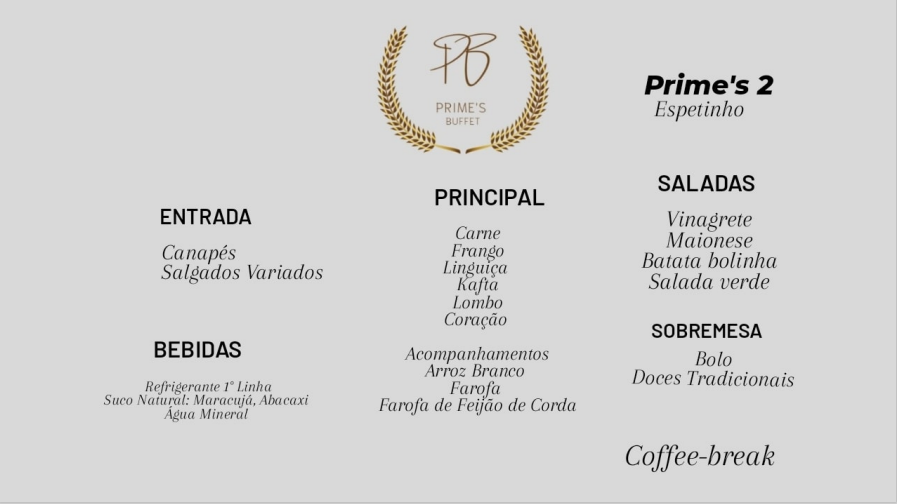 PB
PRIME'S
BUFFET
Prime's 2
Espetinho
ENTRADA
Canapés
Salgados Variados
BEBIDAS
Refrigerante 1° Linha
Suco Natural: Maracujá, Abacaxi
Água Mineral
PRINCIPAL
Carne
Frango
Linguiça
Kafta
Lombo
Coração
Acompanhamentos
Arroz Branco
Farofa
Farofa de Feijão de Corda
SALADAS
Vinagrete
Maionese
Batata bolinha
Salada verde
SOBREMESA
Bolo
Doces Tradicionais
Coffee-break